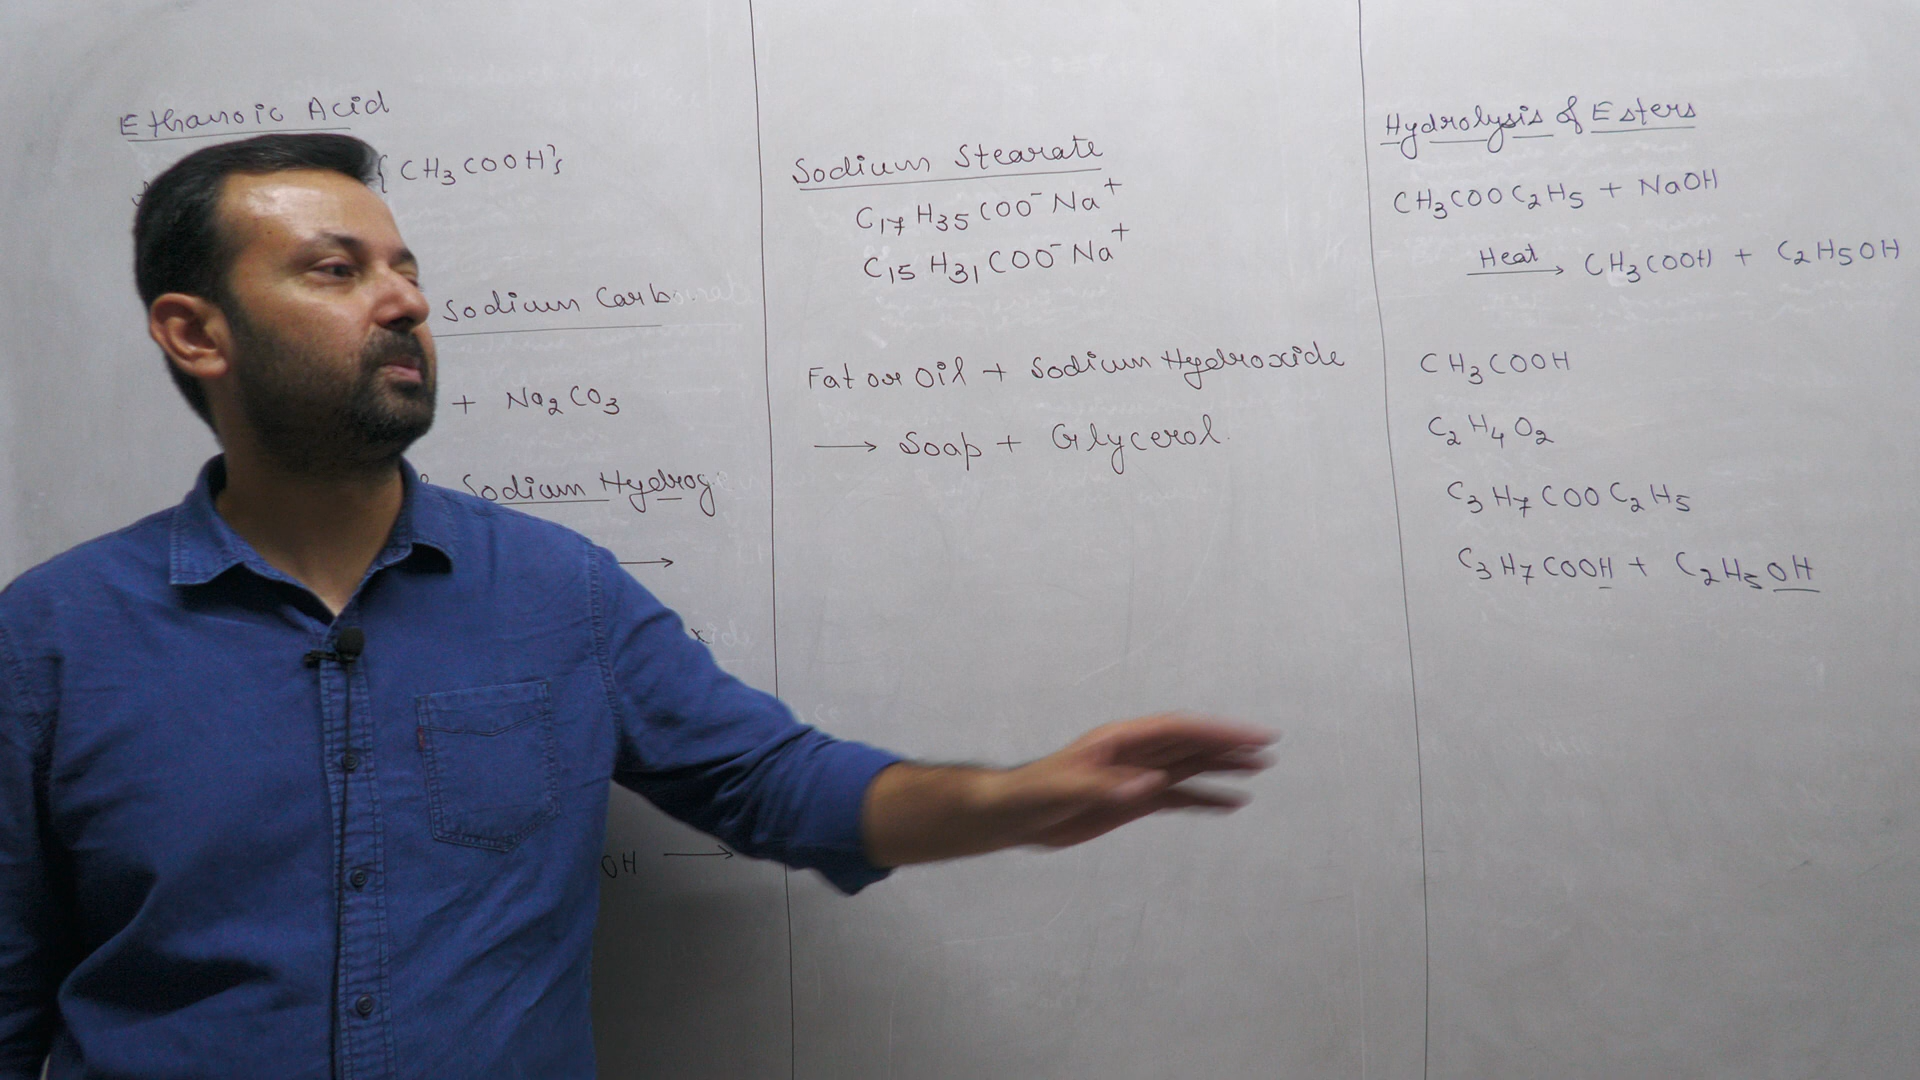 Ethanoic Acid
{CH₃COOH}
Sodium Carb
+ Na₂CO₃
Sodium Hydrog
→
OH →
Sodium Stearate
C₁₇H₃₅COO⁻Na⁺
C₁₅H₃₁COO⁻Na⁺
Fat or Oil + Sodium Hydroxide
→ Soap + Glycerol.
Hydrolysis of Esters
CH₃COOC₂H₅ + NaOH
Heat → CH₃COOH + C₂H₅OH
CH₃COOH
C₂H₄O₂
C₃H₇COOC₂H₅
C₃H₇COOH + C₂H₅OH